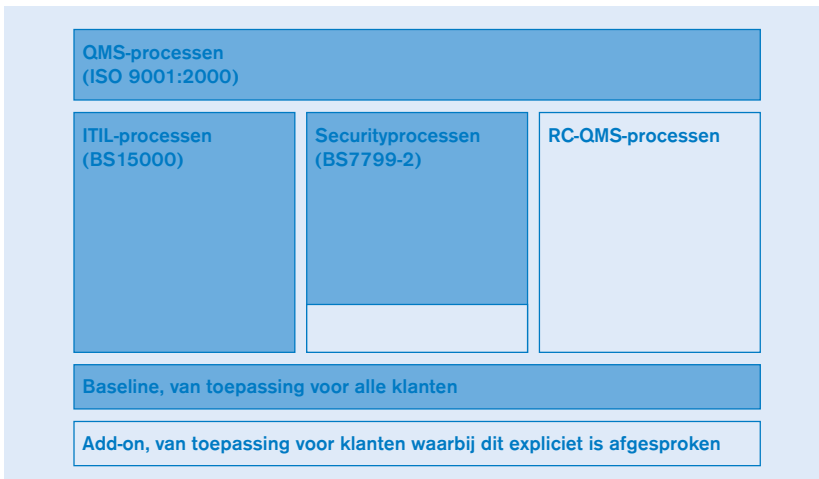 QMS-processen
(ISO 9001:2000)
ITIL-processen
(BS15000)
Securityprocessen
(BS7799-2)
RC-QMS-processen
Baseline, van toepassing voor alle klanten
Add-on, van toepassing voor klanten waarbij dit expliciet is afgesproken